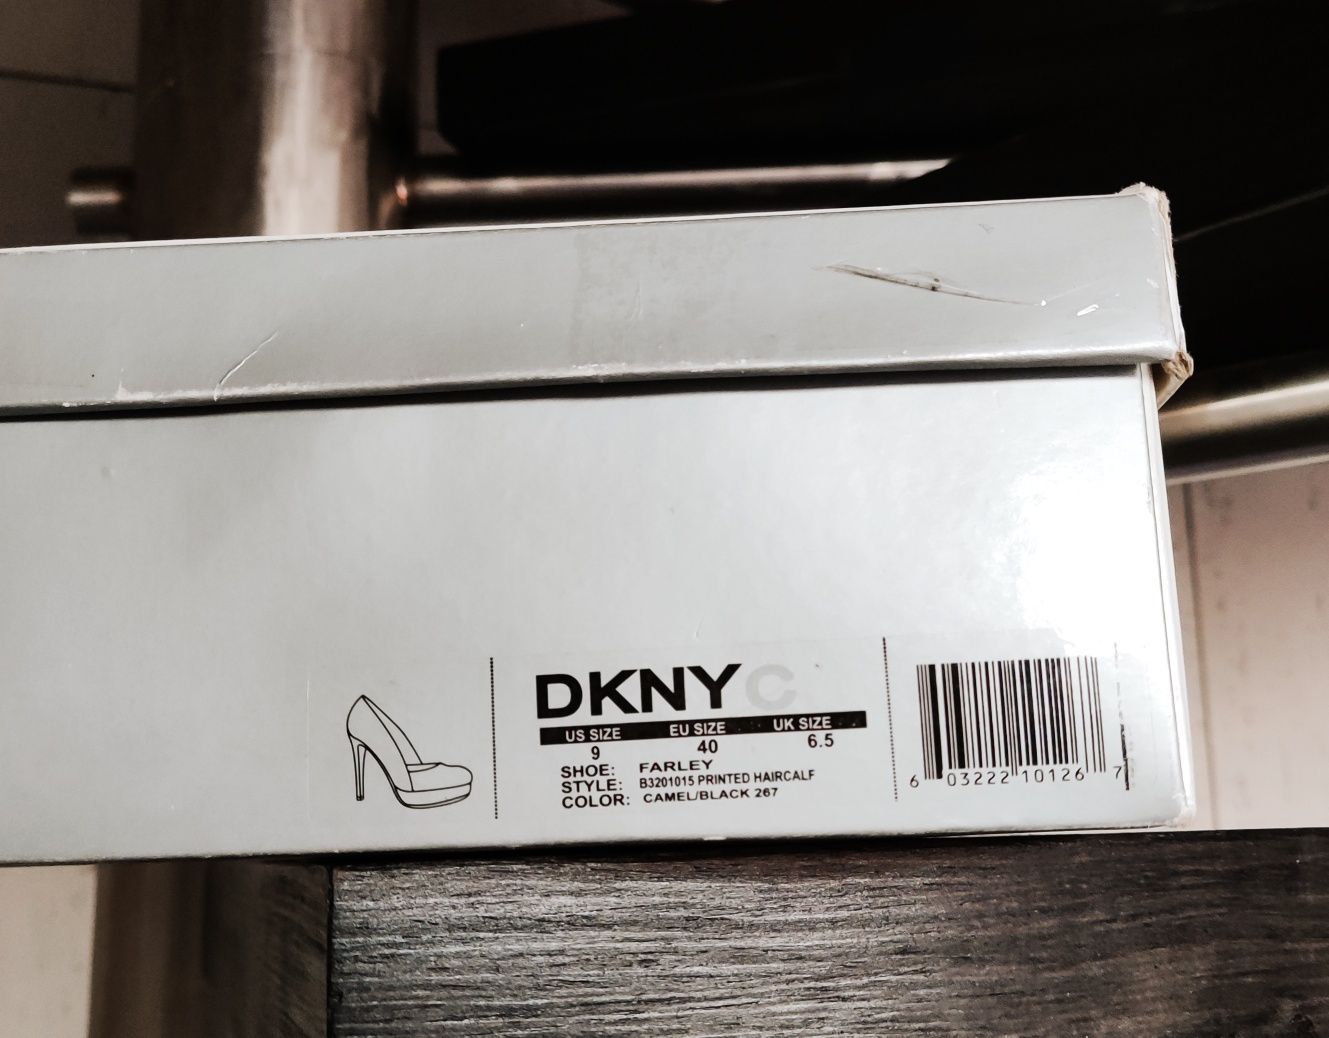 DKNYC
US SIZE EU SIZE UK SIZE
9 40 6.5
SHOE: FARLEY
STYLE: B3201015 PRINTED HAIRCALF
COLOR: CAMEL/BLACK 267
6 03222 10126 7